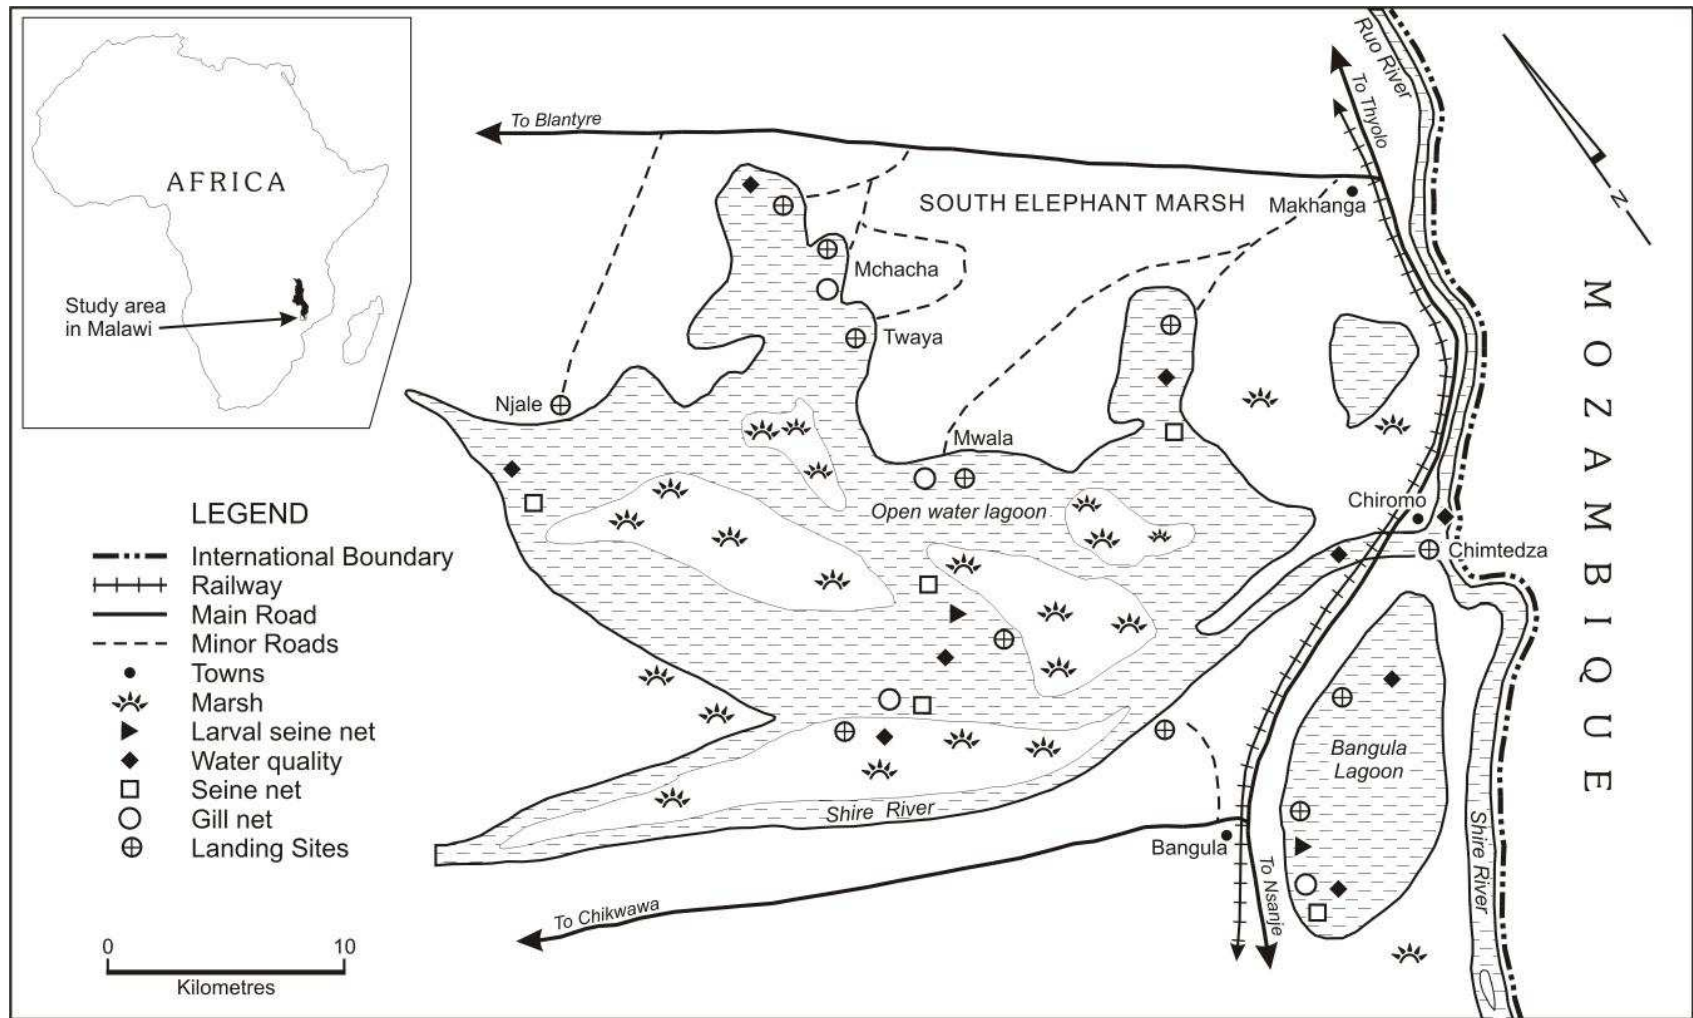 AFRICA
Study area
in Malawi
To Blantyre
To Thyolo
Ruo River
SOUTH ELEPHANT MARSH
Makhanga
N
Mchacha
Twaya
Njale
Mwala
Open water lagoon
Chiromo
Chimtedza
MOZAMBIQUE
LEGEND
International Boundary
Railway
Main Road
Minor Roads
Towns
Marsh
Larval seine net
Water quality
Seine net
Gill net
Landing Sites
Bangula
Lagoon
Shire River
Shire River
Bangula
To Nsanje
To Chikwawa
0 10
Kilometres